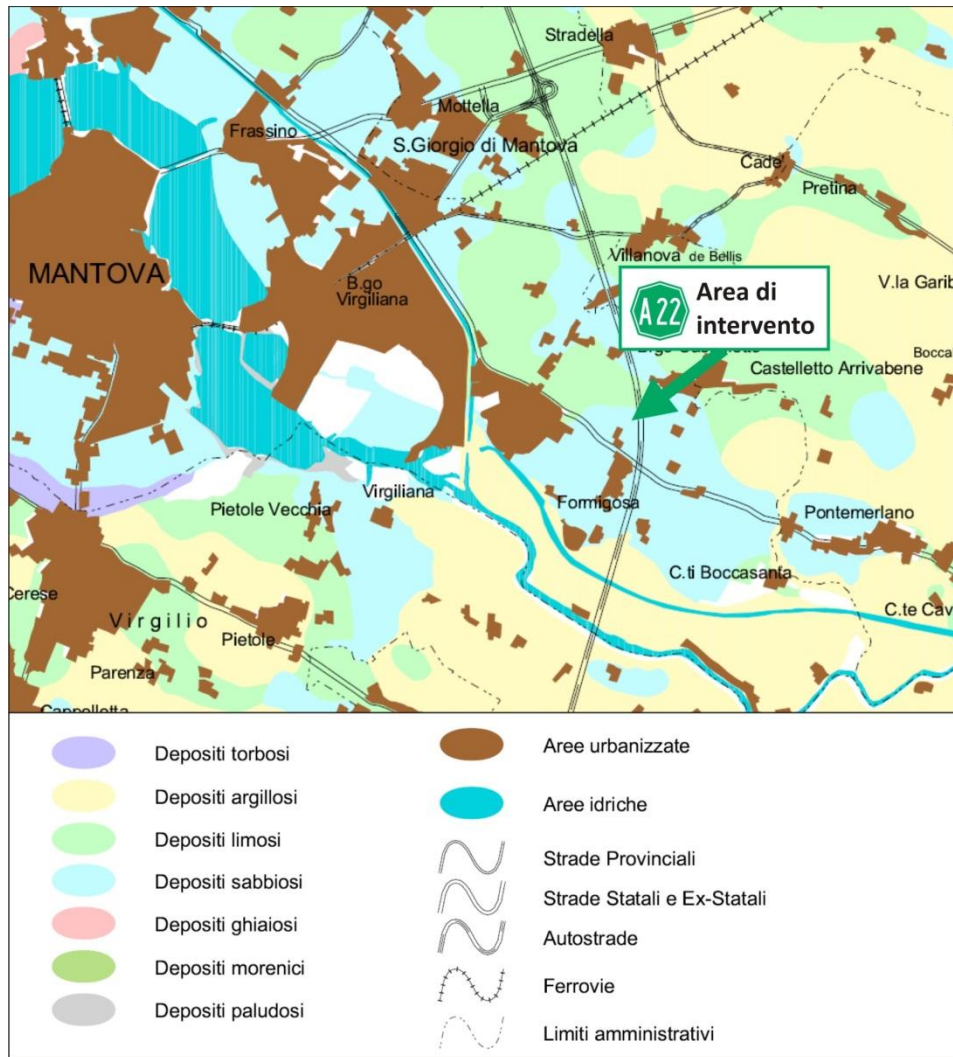 Stradella
Mottella
Frassino
S.Giorgio di Mantova
Cade'
Pretina
MANTOVA
B.go
Virgiliana
Villanova de Bellis
V.la Garib
A22
Area di
intervento
Castelletto Arrivabene
Bocca
Virgiliana
Formigosa
Pietole Vecchia
Pontemerlano
C.ti Boccasanta
Cerese
C.te Cav
Virgilio
Pietole
Parenza
Cappelletta
Depositi torbosi
Depositi argillosi
Depositi limosi
Depositi sabbiosi
Depositi ghiaiosi
Depositi morenici
Depositi paludosi
Aree urbanizzate
Aree idriche
Strade Provinciali
Strade Statali e Ex-Statali
Autostrade
Ferrovie
Limiti amministrativi